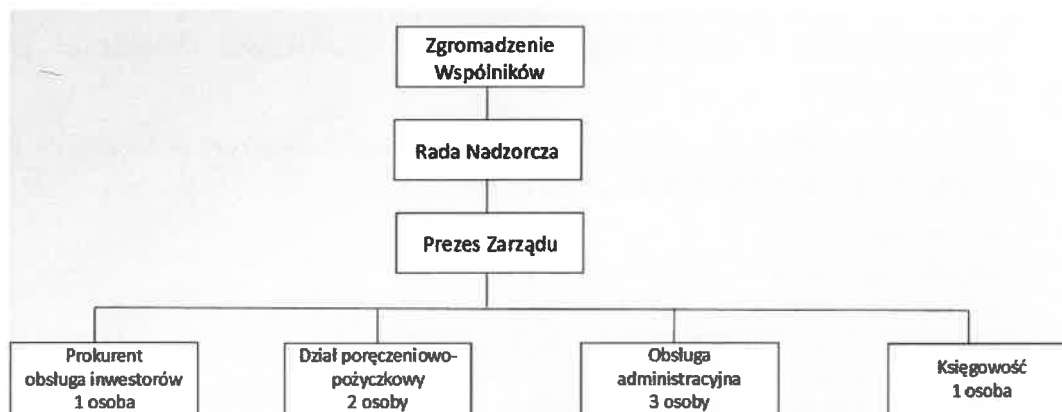 Zgromadzenie
Wspólników
Rada Nadzorcza
Prezes Zarządu
Prokurent
obsługa inwestorów
1 osoba
Dział poręczeniowo-
pożyczkowy
2 osoby
Obsługa
administracyjna
3 osoby
Księgowość
1 osoba